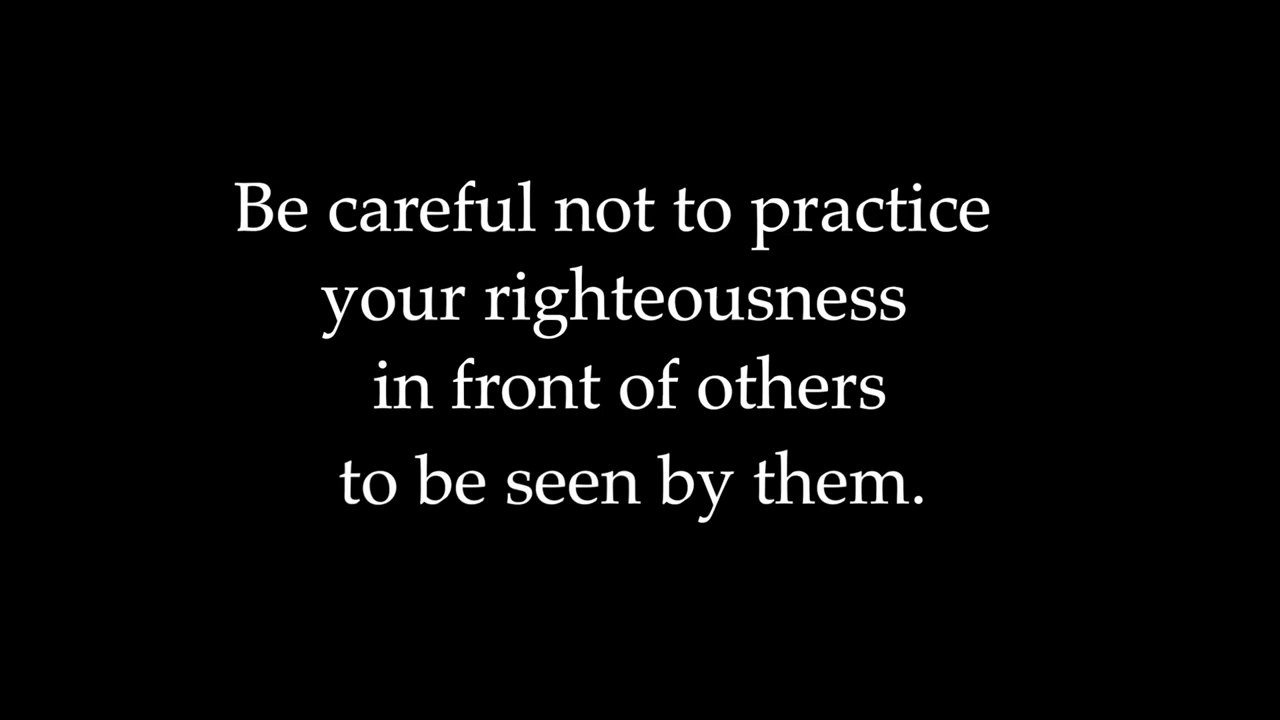 Be careful not to practice
your righteousness
in front of others
to be seen by them.